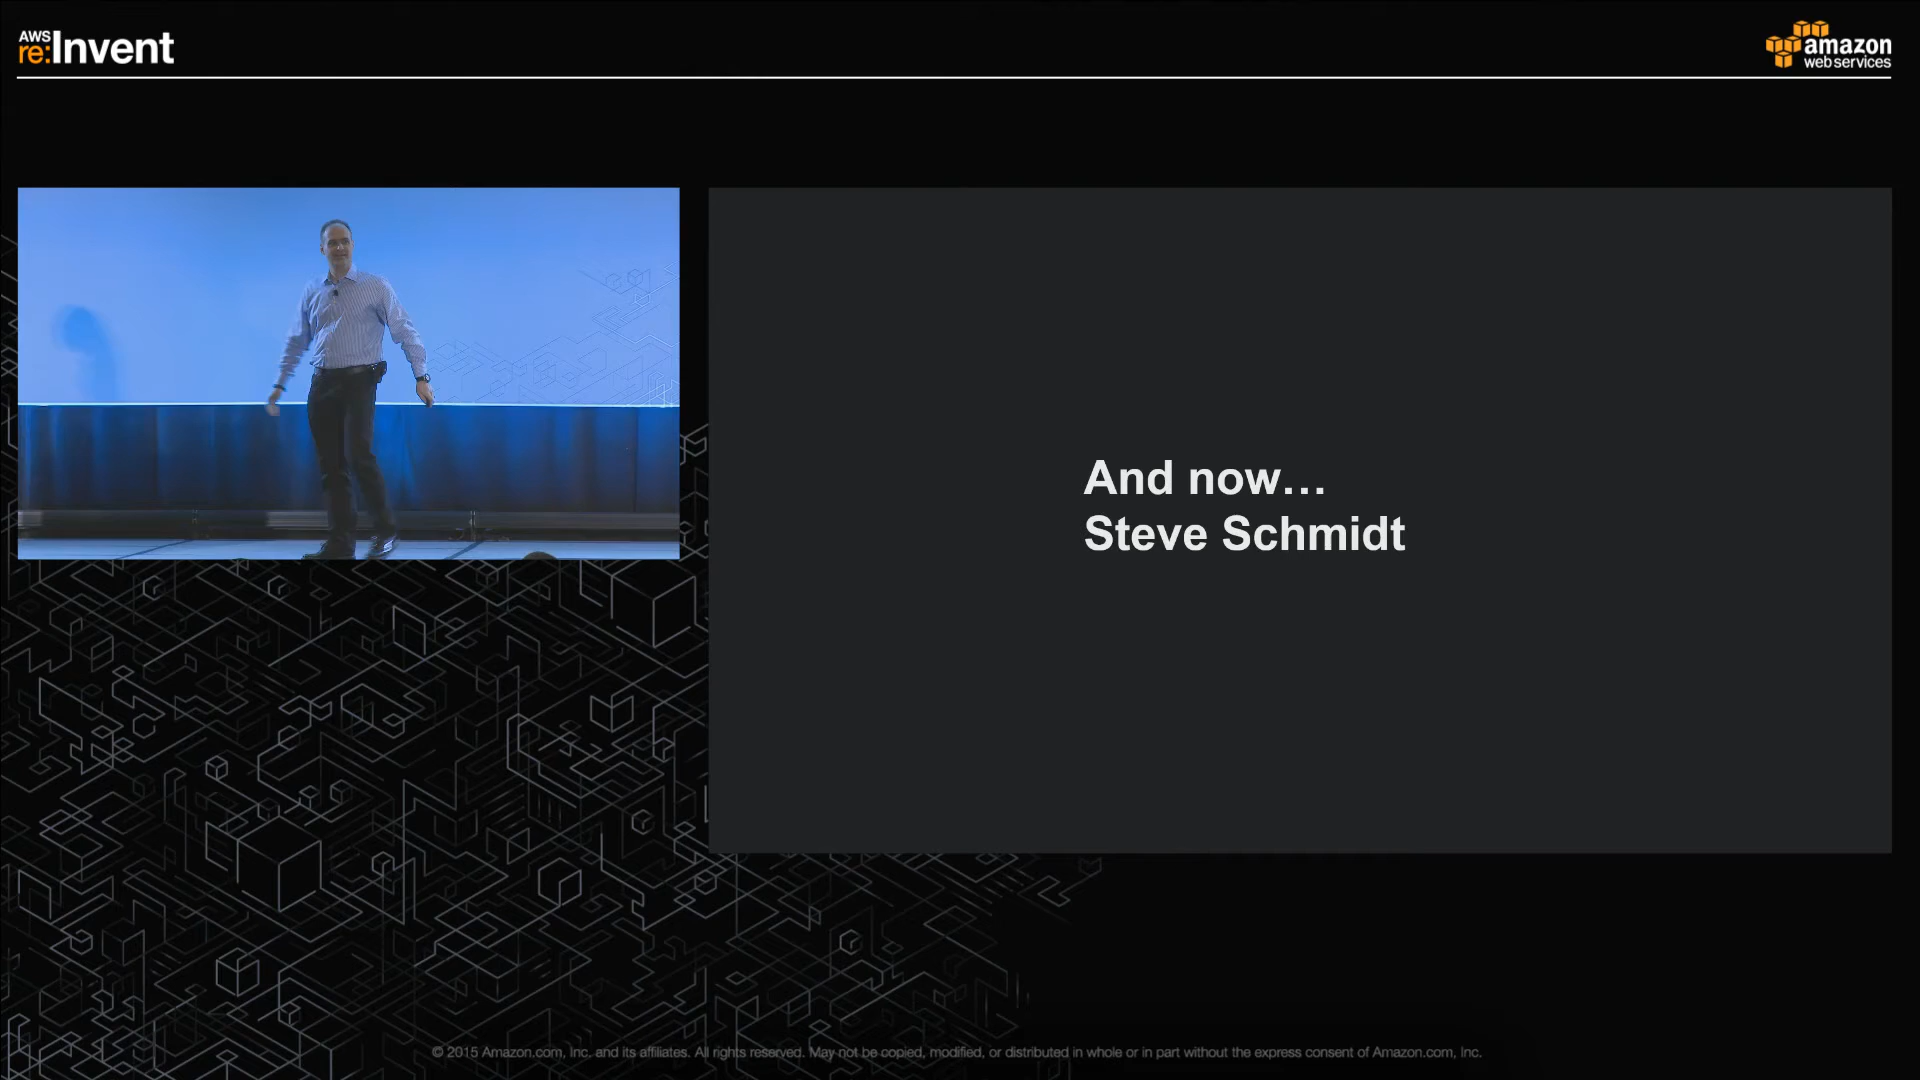 AWS
re:Invent
amazon
web services
And now…
Steve Schmidt
© 2015 Amazon.com, Inc. and its affiliates. All rights reserved. May not be copied, modified, or distributed in whole or in part without the express consent of Amazon.com, Inc.